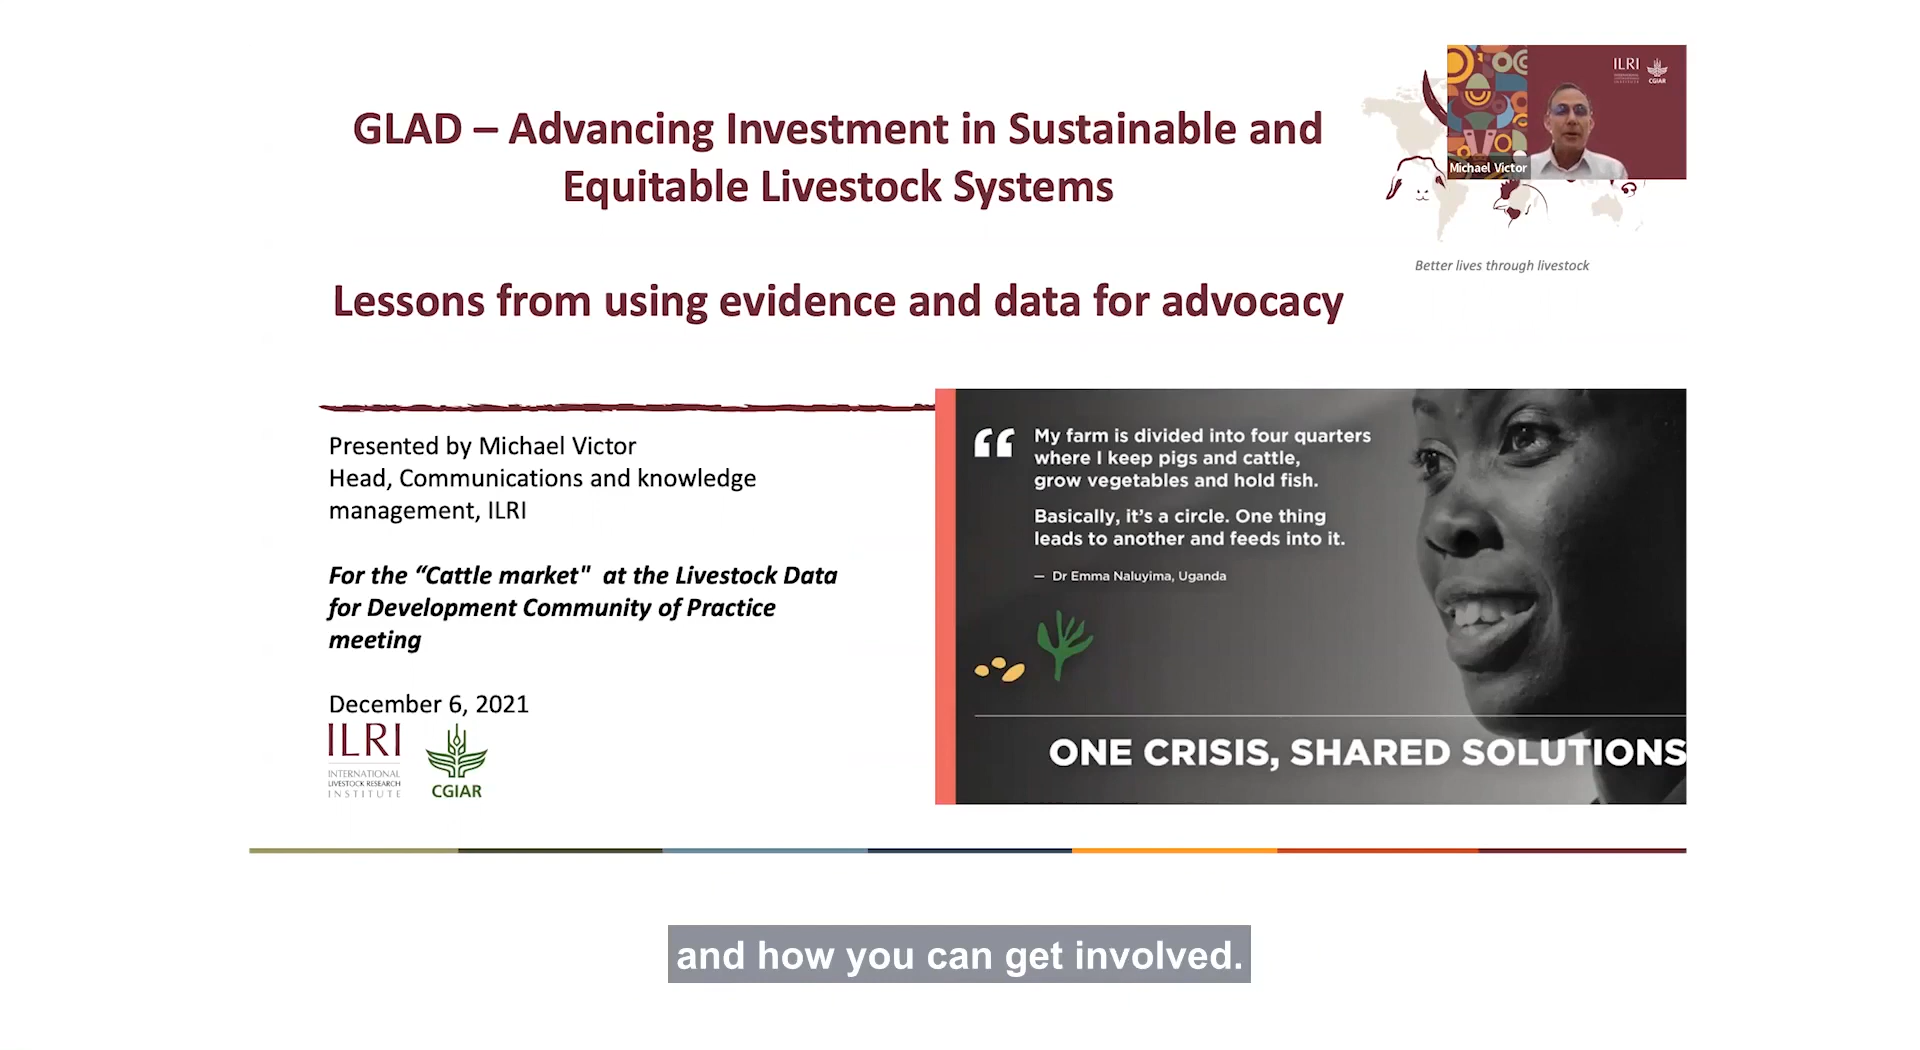 GLAD – Advancing Investment in Sustainable and
Equitable Livestock Systems
ILRI
CGIAR
Michael Victor
Better lives through livestock
Lessons from using evidence and data for advocacy
Presented by Michael Victor
Head, Communications and knowledge
management, ILRI
For the “Cattle market" at the Livestock Data
for Development Community of Practice
meeting
December 6, 2021
ILRI
INTERNATIONAL
LIVESTOCK RESEARCH
INSTITUTE
CGIAR
“ My farm is divided into four quarters
where I keep pigs and cattle,
grow vegetables and hold fish.
Basically, it’s a circle. One thing
leads to another and feeds into it.
— Dr Emma Naluyima, Uganda
ONE CRISIS, SHARED SOLUTIONS
and how you can get involved.